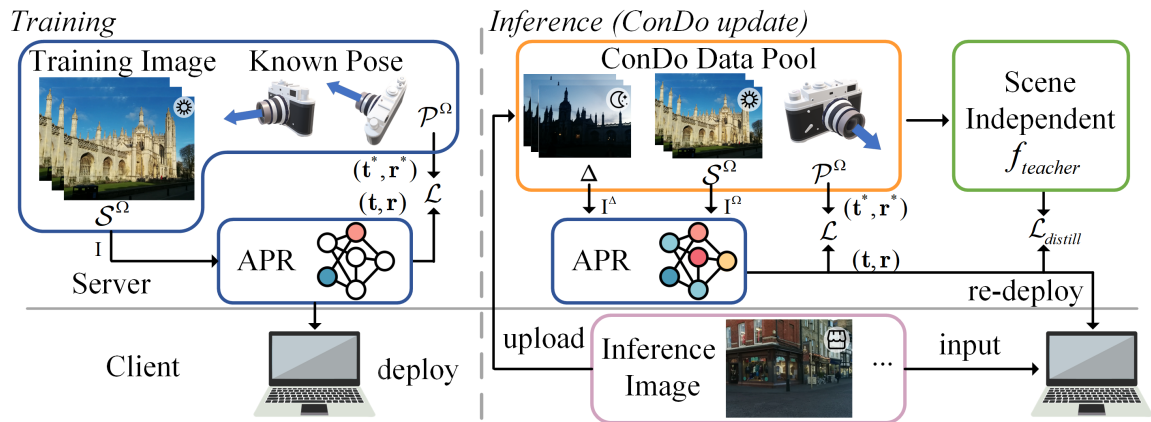 Training
Training Image
Known Pose
𝒫^Ω
(t*, r*)
ℒ
(t, r)
𝒮^Ω
I
APR
Server
Client
deploy
Inference (ConDo update)
ConDo Data Pool
Δ
𝒮^Ω
𝒫^Ω
I^Δ
I^Ω
(t*, r*)
ℒ
(t, r)
APR
Scene
Independent
f_teacher
ℒ_distill
re-deploy
upload
Inference
Image
...
input